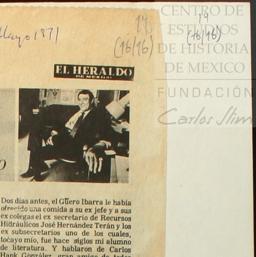 Mayo 1971
19
(16/16)
CENTRO DE
ESTUDIOS
DE HISTORIA
DE MEXICO
FUNDACIÓN
Carlos Slim
19
(16/16)
EL HERALDO
DE MEXICO
Dos días antes, el Güero Ibarra le había
ofrecido una comida a su ex jefe y a sus
ex colegas el ex secretario de Recursos
Hidráulicos José Hernández Terán y los
ex subsecretarios uno de los cuales,
tocayo mío, fue hace siglos mi alumno
de literatura. Y hablaron de Carlos
Hank González, gran amigo de todos